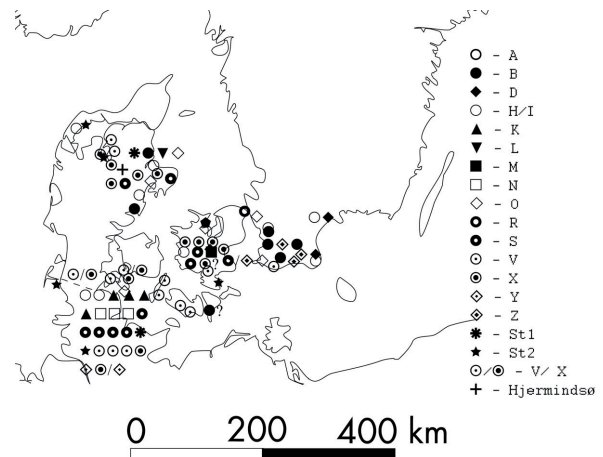 - A
- B
- D
- H/I
- K
- L
- M
- N
- O
- R
- S
- V
- X
- Y
- Z
- St1
- St2
/ - V/ X
- Hjermindsø
?
/
/
?
/
0 200 400 km